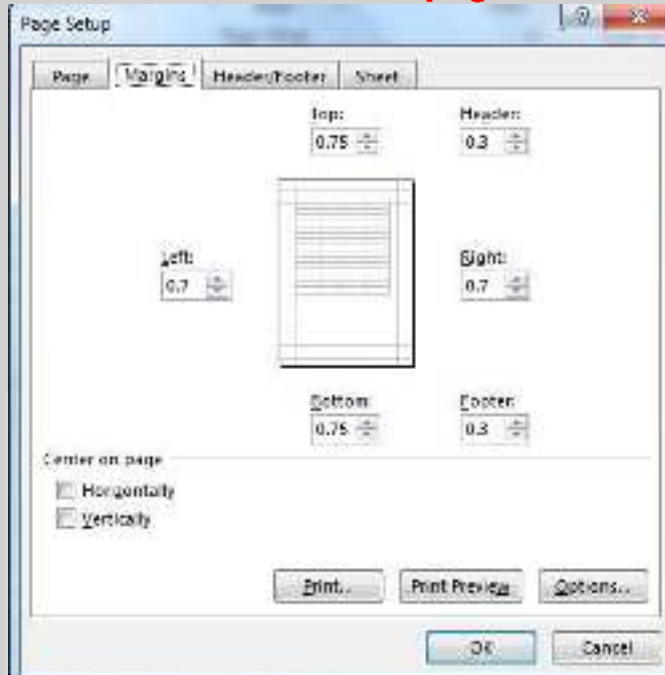 Page Setup
Page Margins Header/Footer Sheet
Top: Header:
0.75 0.3
Left: Right:
0.7 0.7
Bottom: Footer:
0.75 0.3
Center on page
Horizontally
Vertically
Print... Print Preview Options...
OK Cancel